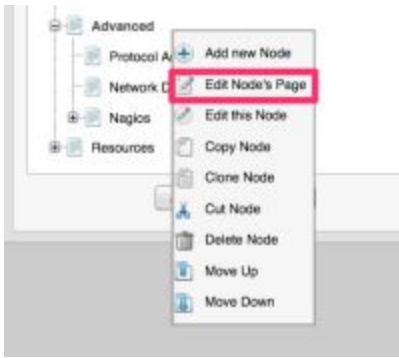 Advanced
Protocol A
Add new Node
Network D
Edit Node's Page
Nagios
Edit this Node
Resources
Copy Node
Clone Node
Cut Node
Delete Node
Move Up
Move Down